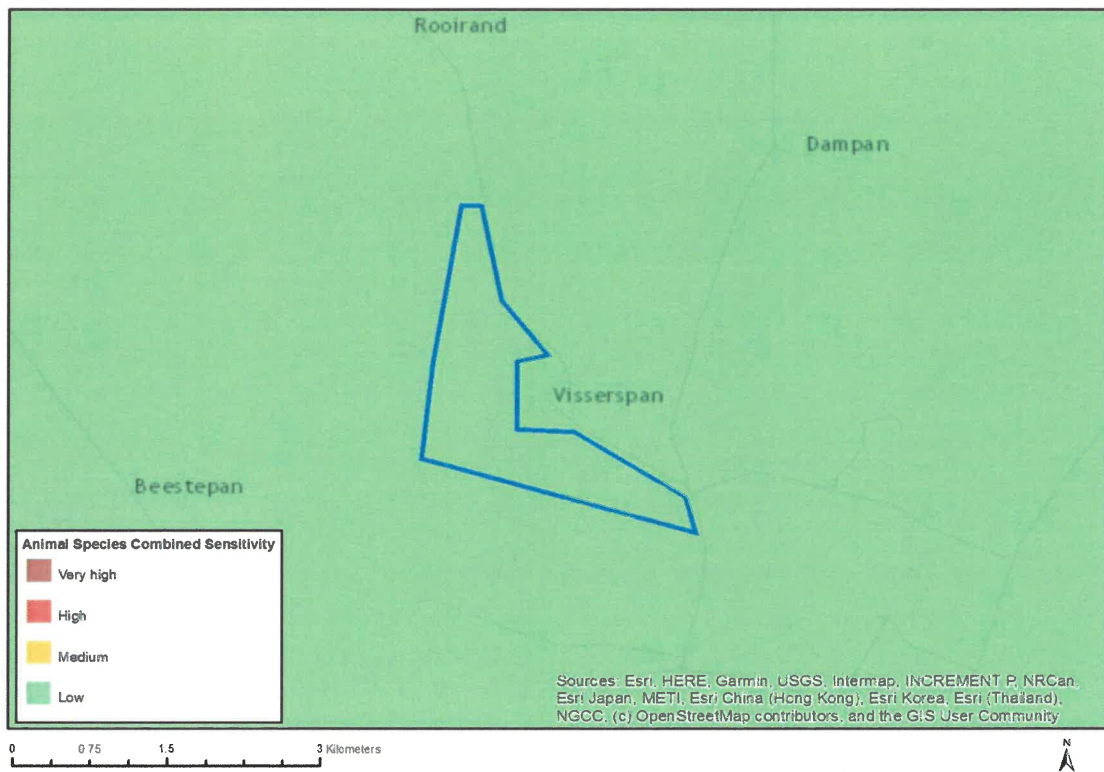 Rooirand
Dampan
Visserspan
Beestepan
Animal Species Combined Sensitivity
Very high
High
Medium
Low
Sources: Esri, HERE, Garmin, USGS, Intermap, INCREMENT P, NRCan,
Esri Japan, METI, Esri China (Hong Kong), Esri Korea, Esri (Thailand),
NGCC, (c) OpenStreetMap contributors, and the GIS User Community
0 0.75 1.5 3 Kilometers
N